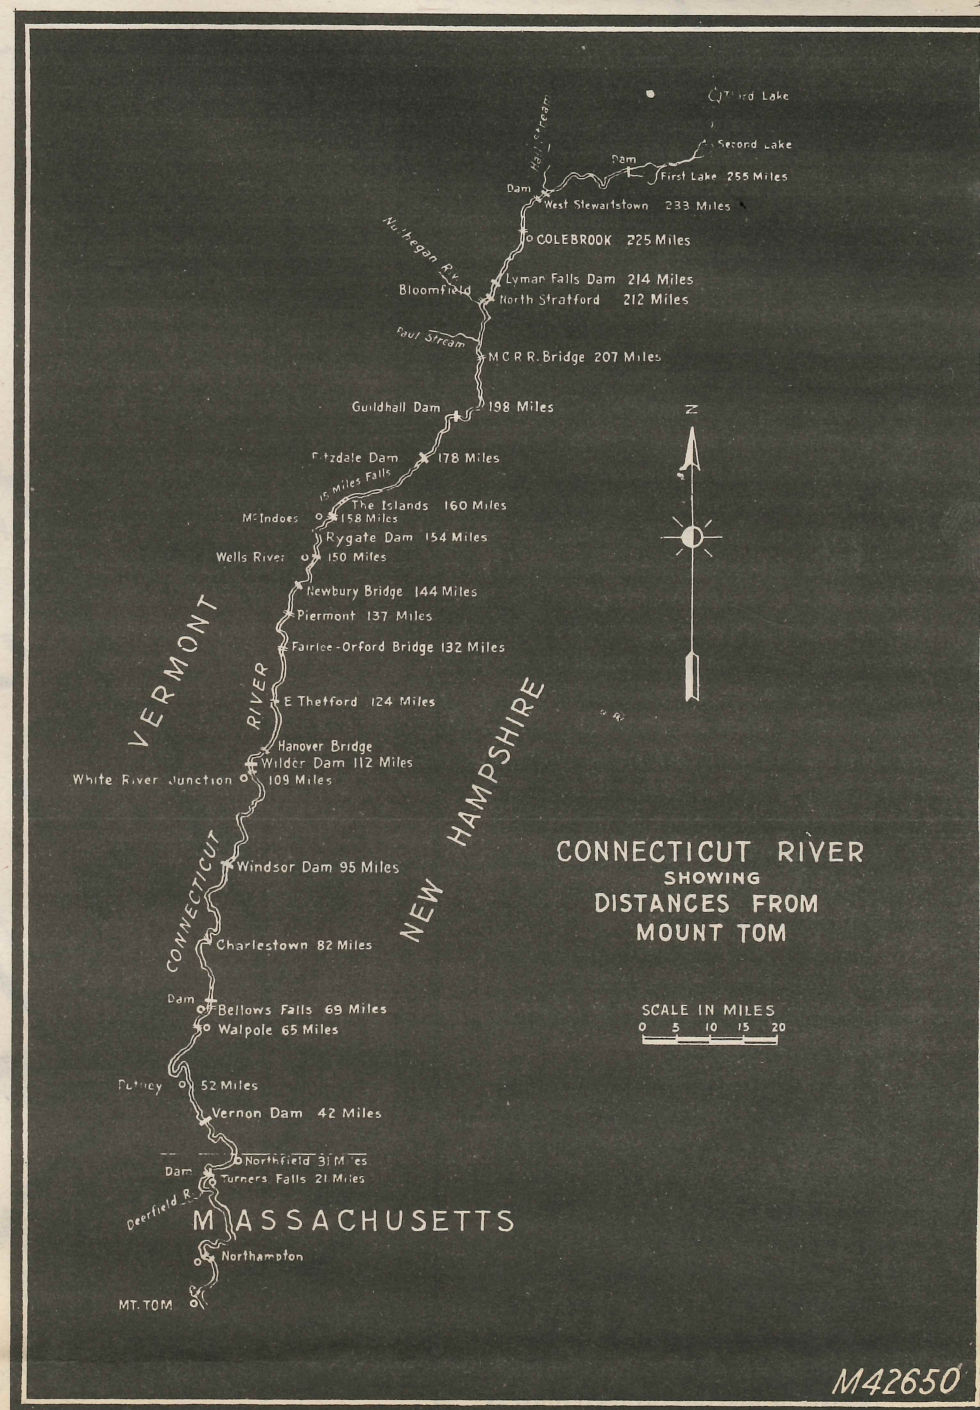 Third Lake
Hall Stream
Second Lake
Dam
First Lake 255 Miles
Dam
West Stewartstown 233 Miles
Nulhegan Riv.
COLEBROOK 225 Miles
Lyman Falls Dam 214 Miles
Bloomfield
North Stratford 212 Miles
Paul Stream
M.C.R.R. Bridge 207 Miles
Guildhall Dam 198 Miles
Fitzdale Dam 178 Miles
15 Miles Falls
The Islands 160 Miles
McIndoes 158 Miles
Rygate Dam 154 Miles
Wells River 150 Miles
Newbury Bridge 144 Miles
Piermont 137 Miles
Fairlee-Orford Bridge 132 Miles
E Thetford 124 Miles
Hanover Bridge
Wilder Dam 112 Miles
White River Junction 109 Miles
Windsor Dam 95 Miles
Charlestown 82 Miles
Dam
Bellows Falls 69 Miles
Walpole 65 Miles
Putney 52 Miles
Vernon Dam 42 Miles
Northfield 31 Miles
Dam
Turners Falls 21 Miles
Deerfield R.
MASSACHUSETTS
Northampton
MT. TOM
VERMONT
CONNECTICUT RIVER
NEW HAMPSHIRE
N
CONNECTICUT RIVER
SHOWING
DISTANCES FROM
MOUNT TOM
SCALE IN MILES
0 5 10 15 20
M42650